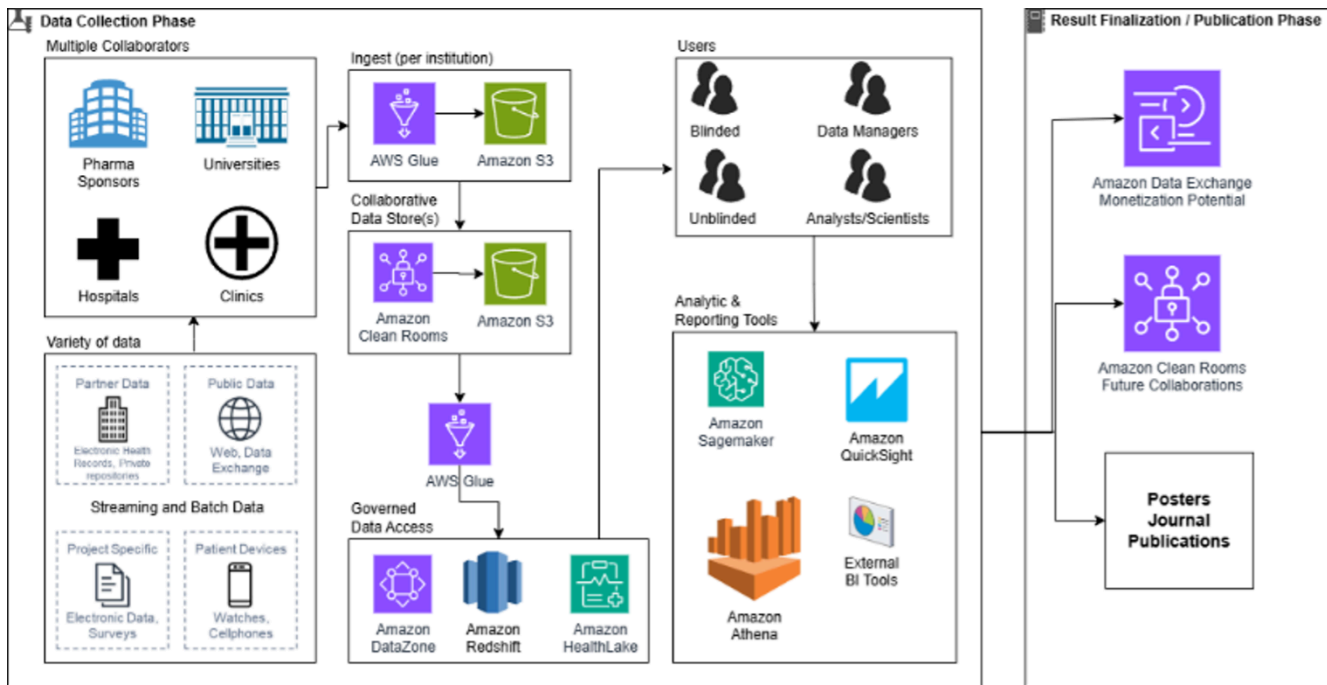 Data Collection Phase
Multiple Collaborators
Pharma
Sponsors
Universities
Hospitals
Clinics
Variety of data
Partner Data
Electronic Health
Records, Private
repositories
Public Data
Web, Data
Exchange
Streaming and Batch Data
Project Specific
Electronic Data,
Surveys
Patient Devices
Watches,
Cellphones
Ingest (per institution)
AWS Glue
Amazon S3
Collaborative
Data Store(s)
Amazon
Clean Rooms
Amazon S3
AWS Glue
Governed
Data Access
Amazon
DataZone
Amazon
Redshift
Amazon
HealthLake
Users
Blinded
Data Managers
Unblinded
Analysts/Scientists
Analytic &
Reporting Tools
Amazon
Sagemaker
Amazon
QuickSight
Amazon
Athena
External
BI Tools
Result Finalization / Publication Phase
Amazon Data Exchange
Monetization Potential
Amazon Clean Rooms
Future Collaborations
Posters
Journal
Publications